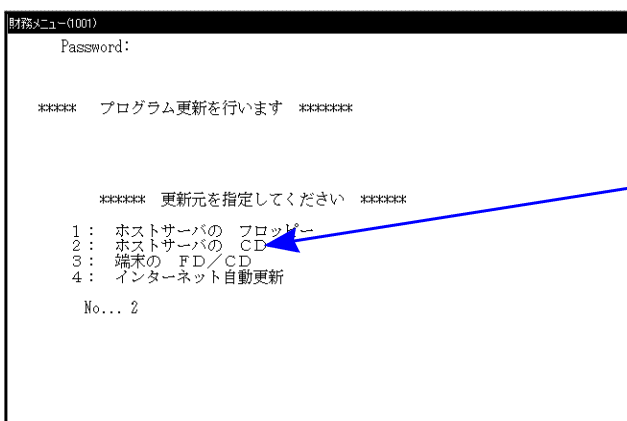 財務メニュー(1001)
Password:
***** プログラム更新を行います *******
****** 更新元を指定してください ******
1: ホストサーバの フロッピー
2: ホストサーバの CD
3: 端末の FD/CD
4: インターネット自動更新
No... 2